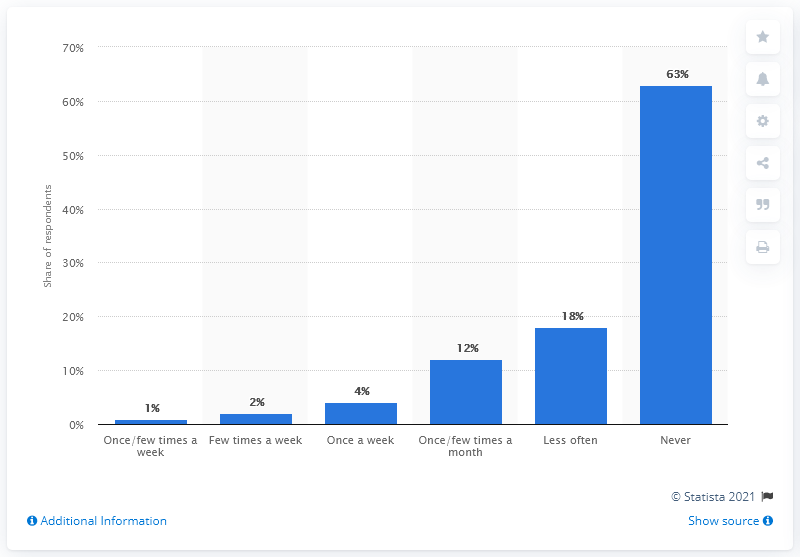 70%
63%
60%
50%
40%
30%
20%
18%
12%
10%
4%
2%
1%
0%
Share of respondents
Once/few times a
week
Few times a week
Once a week
Once/few times a
month
Less often
Never
© Statista 2021
Additional Information
Show source